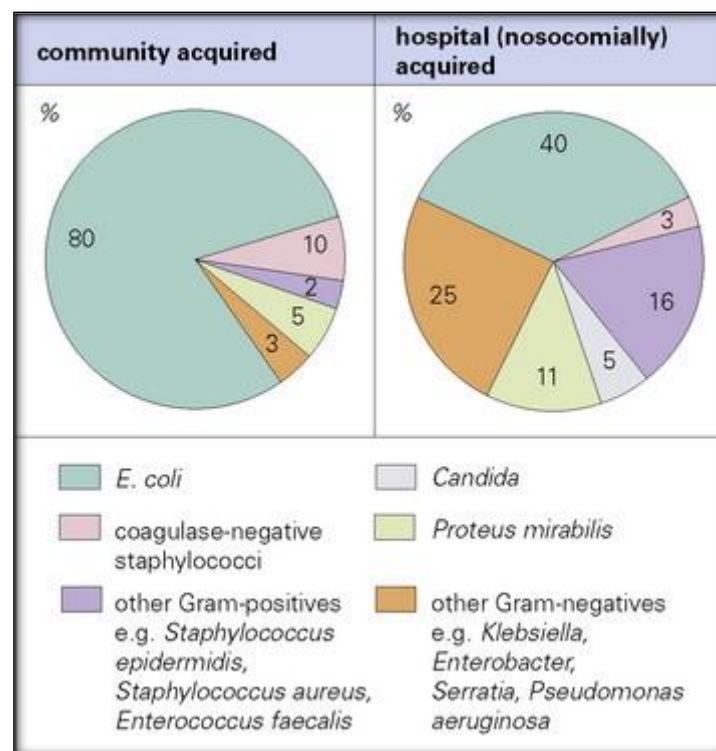 community acquired
hospital (nosocomially)
acquired
%
80
10
2
5
3
%
40
3
16
5
11
25
E. coli
coagulase-negative
staphylococci
other Gram-positives
e.g. Staphylococcus
epidermidis,
Staphylococcus aureus,
Enterococcus faecalis
Candida
Proteus mirabilis
other Gram-negatives
e.g. Klebsiella,
Enterobacter,
Serratia, Pseudomonas
aeruginosa